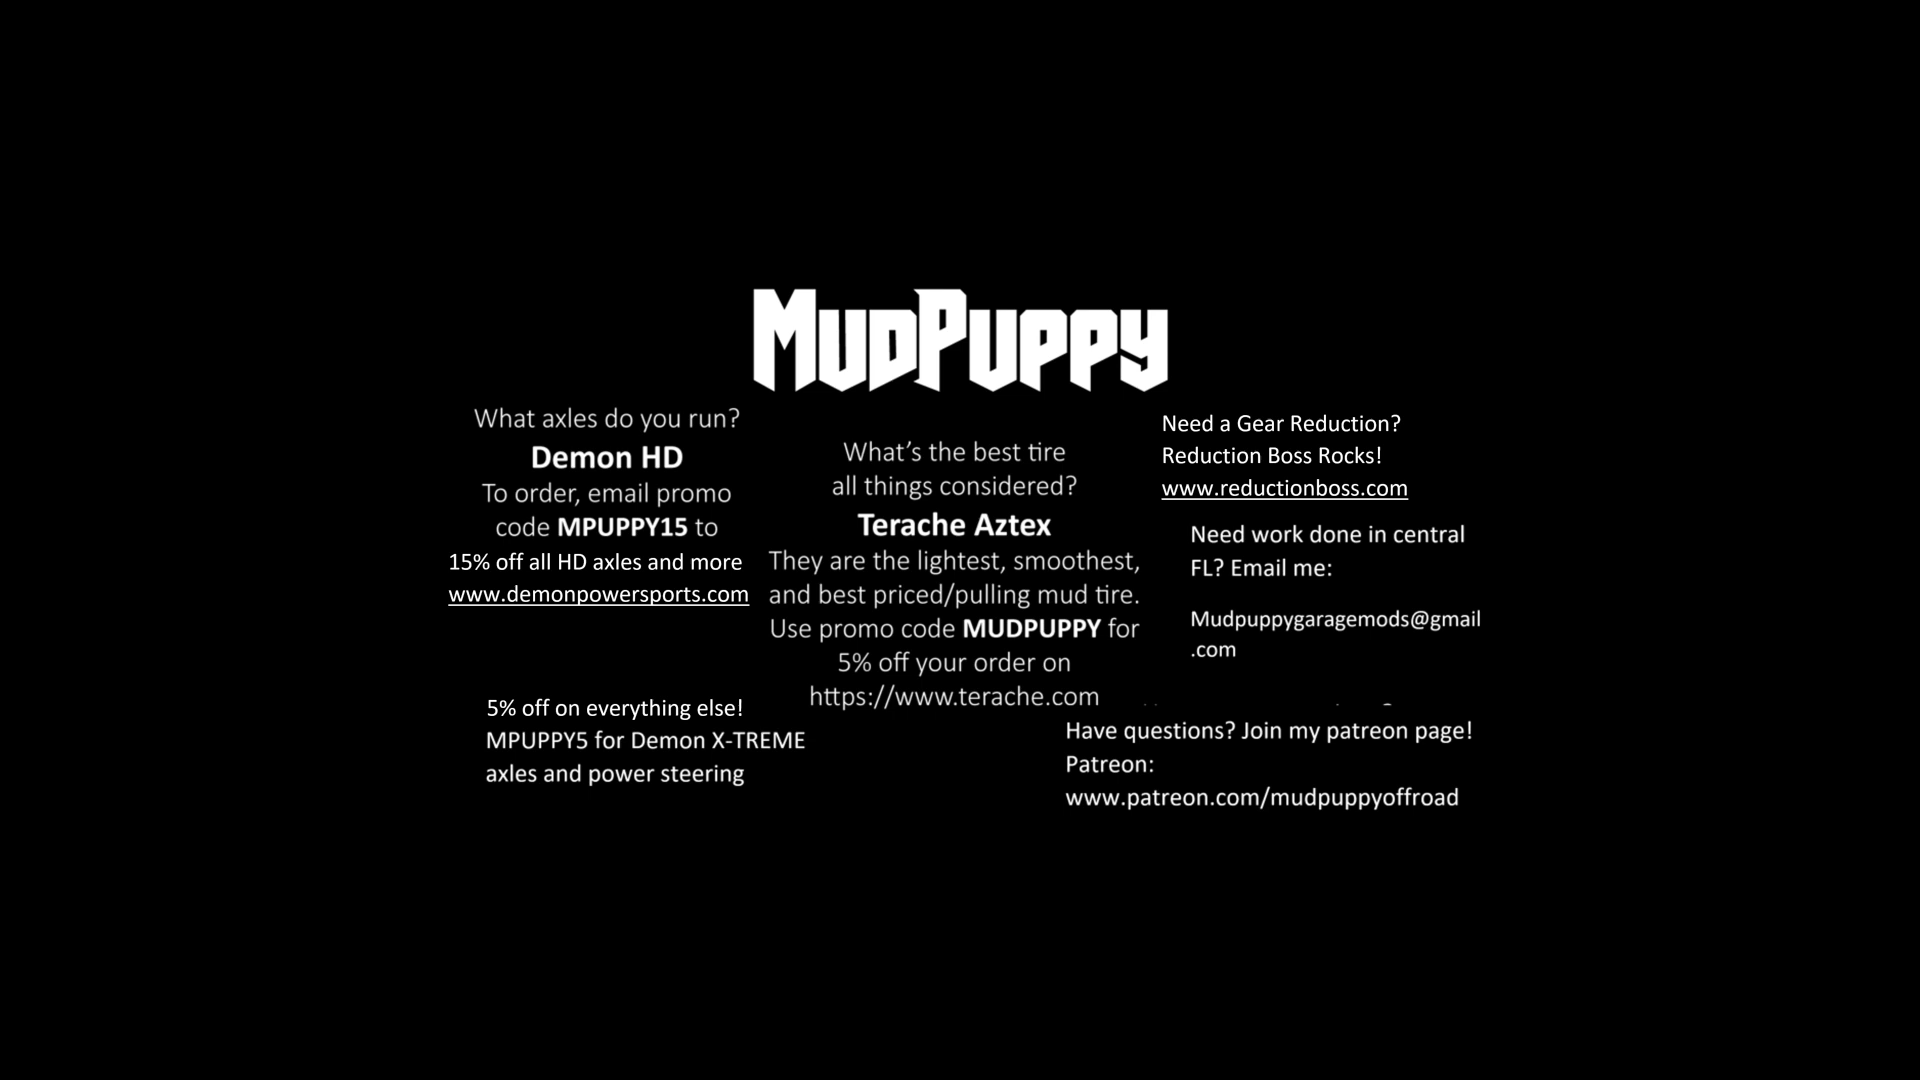 MUDPUPPY
What axles do you run?
Demon HD
To order, email promo
code MPUPPY15 to
15% off all HD axles and more
www.demonpowersports.com
5% off on everything else!
MPUPPY5 for Demon X-TREME
axles and power steering
What’s the best tire
all things considered?
Terache Aztex
They are the lightest, smoothest,
and best priced/pulling mud tire.
Use promo code MUDPUPPY for
5% off your order on
https://www.terache.com
Need a Gear Reduction?
Reduction Boss Rocks!
www.reductionboss.com
Need work done in central
FL? Email me:
Mudpuppygaragemods@gmail
.com
Have questions? Join my patreon page!
Patreon:
www.patreon.com/mudpuppyoffroad